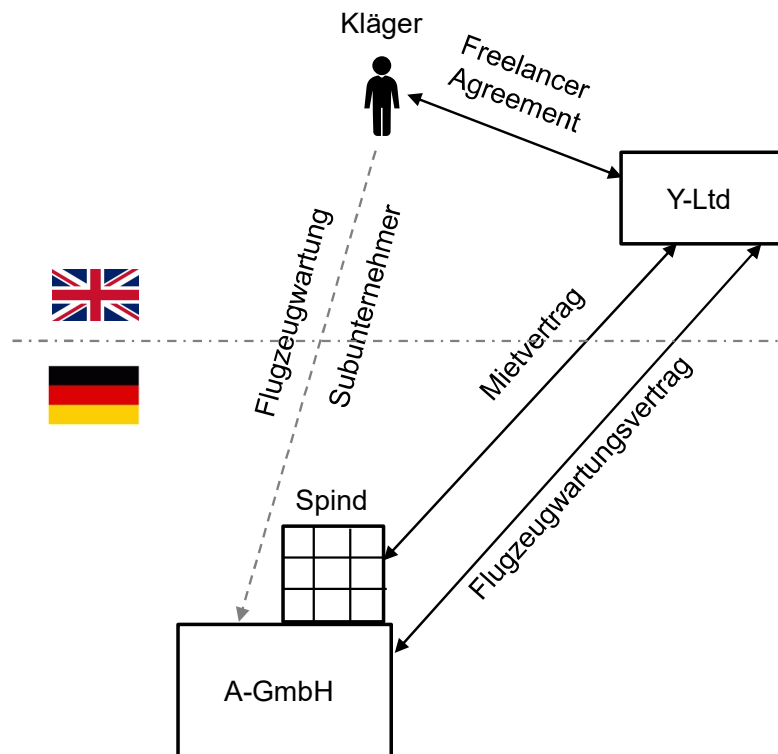 Kläger
Freelancer
Agreement
Y-Ltd
Flugzeugwartung
Subunternehmer
Mietvertrag
Flugzeugwartungsvertrag
Spind
A-GmbH